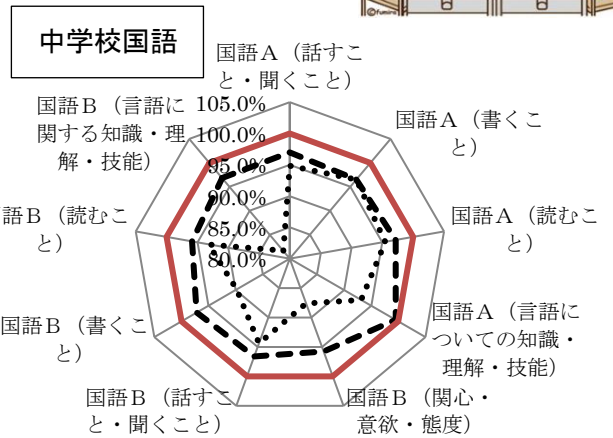 ©fumira
中学校国語
国語Ａ（話すこ
と・聞くこと）
国語Ａ（書くこ
と）
国語Ａ（読むこ
と）
国語Ａ（言語に
ついての知識・
理解・技能）
国語Ｂ（関心・
意欲・態度）
国語Ｂ（話すこ
と・聞くこと）
国語Ｂ（書くこ
と）
語Ｂ（読むこ
と）
国語Ｂ（言語に
関する知識・理
解・技能）
105.0%
100.0%
95.0%
90.0%
85.0%
80.0%